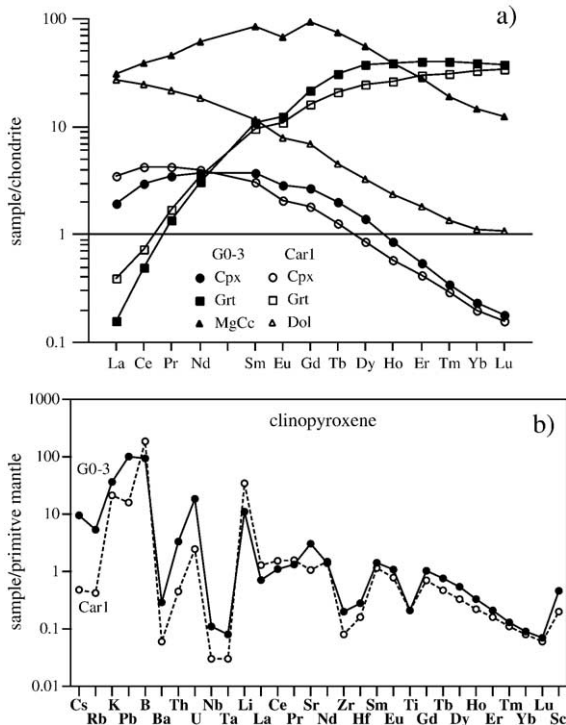 a)
100
10
1
0.1
sample/chondrite
G0-3 Car1
Cpx Cpx
Grt Grt
MgCc Dol
La Ce Pr Nd Sm Eu Gd Tb Dy Ho Er Tm Yb Lu
b)
clinopyroxene
1000
100
10
1
0.1
0.01
sample/primitve mantle
G0-3
Car1
Cs K B Th Nb Li Ce Sr Zr Sm Ti Tb Ho Tm Lu
Rb Pb Ba U Ta La Pr Nd Hf Eu Gd Dy Er Yb Sc